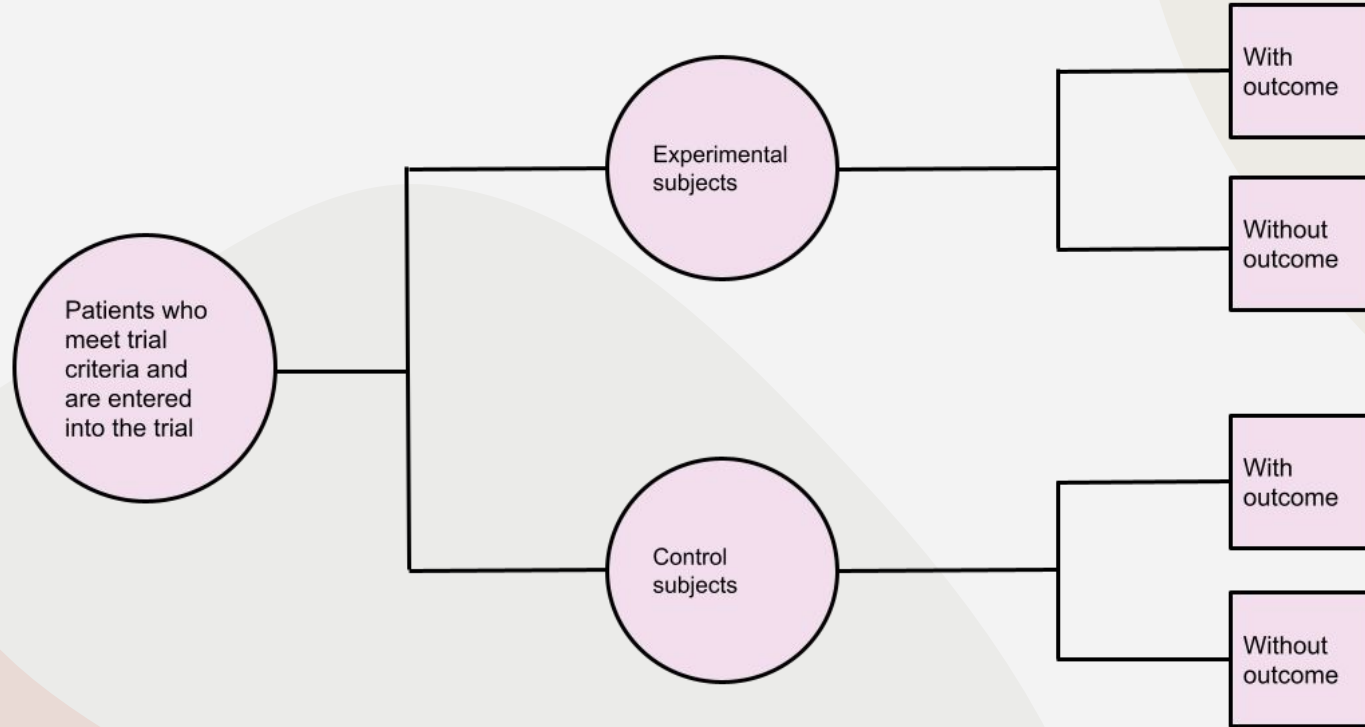 Patients who
meet trial
criteria and
are entered
into the trial
Experimental
subjects
With
outcome
Without
outcome
Control
subjects
With
outcome
Without
outcome